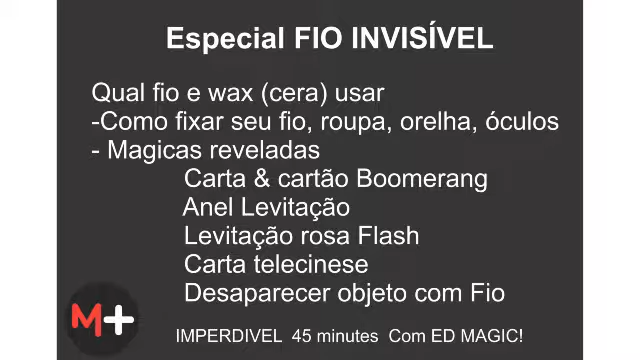 Especial FIO INVISÍVEL
Qual fio e wax (cera) usar
-Como fixar seu fio, roupa, orelha, óculos
- Magicas reveladas
Carta & cartão Boomerang
Anel Levitação
Levitação rosa Flash
Carta telecinese
Desaparecer objeto com Fio
M+
IMPERDIVEL 45 minutes Com ED MAGIC!